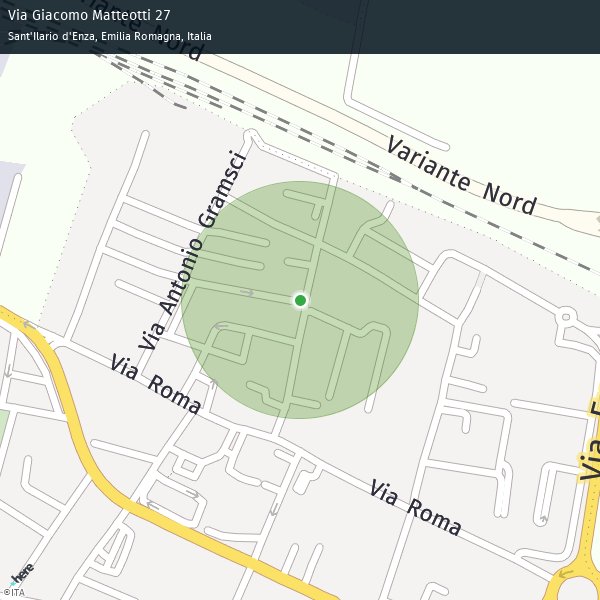 Via Giacomo Matteotti 27
Sant'Ilario d'Enza, Emilia Romagna, Italia
Variante Nord
Variante Nord
Via Antonio Gramsci
Via Roma
Via Roma
Via
here
©ITA